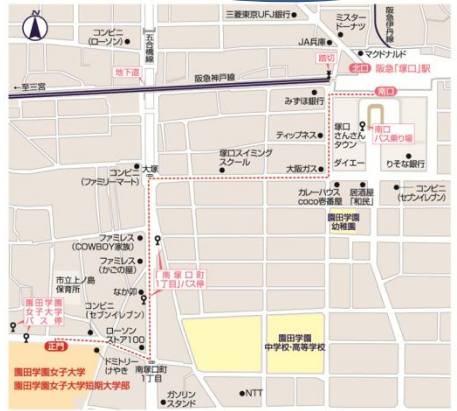 三菱東京UFJ銀行
ミスター
ドーナツ
阪急伊丹線
コンビニ
(ローソン)
五合橋線
JA兵庫
マクドナルド
踏切
地下道
北口
阪急「塚口」駅
阪急神戸線
←至三宮
南口
みずほ銀行
ティップネス
塚口
さんさん
タウン
南口
バス乗り場
塚口スイミング
スクール
ダイエー
りそな銀行
大塚
大阪ガス
コンビニ
(ファミリーマート)
カレーハウス
coco壱番屋
居酒屋
「和民」
コンビニ
(セブンイレブン)
園田学園
幼稚園
ファミレス
(COWBOY家族)
ファミレス
(かごの屋)
市立上ノ島
保育所
なか卯
「南塚口町
1丁目」バス停
園田学園
女子大学
バス停
コンビニ
(セブンイレブン)
ローソン
ストア100
正門
園田学園
中学校・高等学校
ドミトリー
けやき
南塚口町
1丁目
園田学園女子大学
園田学園女子大学短期大学部
ガソリン
スタンド
NTT